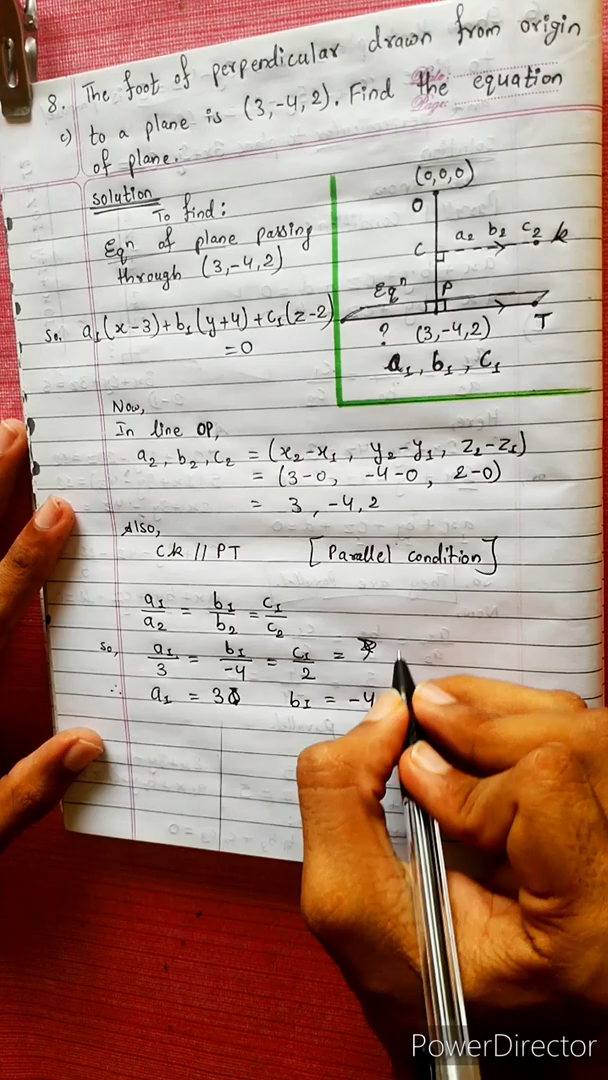 8. The foot of perpendicular drawn from origin
c) to a plane is (3,-4,2). Find the equation
of plane.
solution
To find:
Eqⁿ of plane passing
through (3,-4,2)
So, a₁(x-3)+b₁(y+4)+c₁(z-2)
=0
(0,0,0)
O
C a₂ b₂ c₂ k
Eqⁿ P
? (3,-4,2) T
a₁, b₁, c₁
Now,
In line OP,
a₂, b₂, c₂ = (x₂-x₁, y₂-y₁, z₂-z₁)
= (3-0, -4-0, 2-0)
= 3, -4, 2
Also,
Ck // PT [Parallel condition]
a₁/a₂ = b₁/b₂ = c₁/c₂
so, a₁/3 = b₁/-4 = c₁/2 =
∴ a₁ = 3 b₁ = -4
PowerDirector